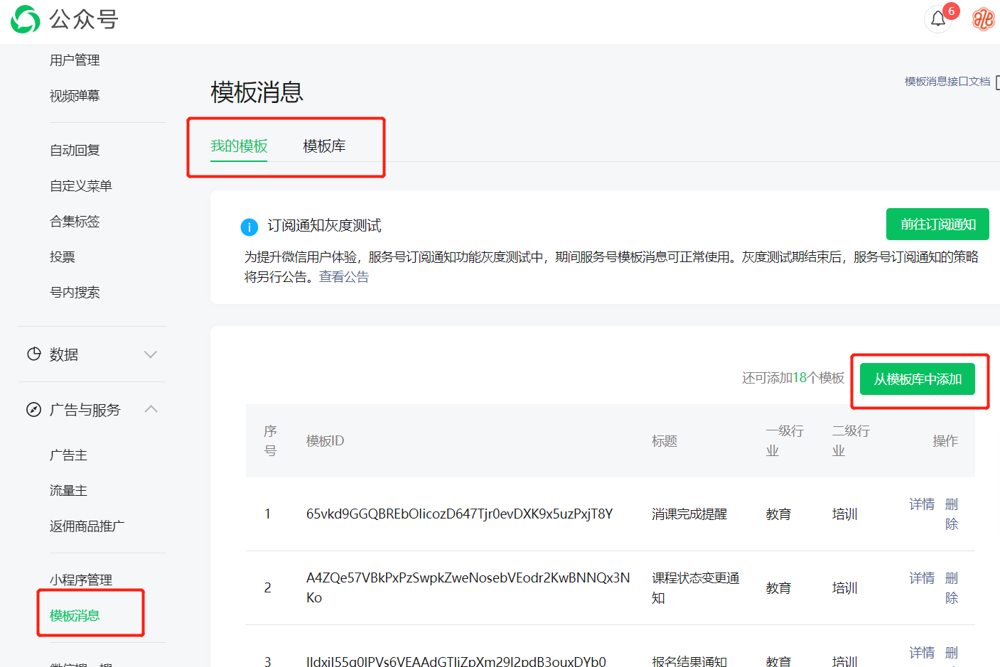 公众号
6
用户管理
视频弹幕
自动回复
自定义菜单
合集标签
投票
号内搜索
数据
广告与服务
广告主
流量主
返佣商品推广
小程序管理
模板消息
模板消息
模板消息接口文档
我的模板 模板库
订阅通知灰度测试
前往订阅通知
为提升微信用户体验，服务号订阅通知功能灰度测试中，期间服务号模板消息可正常使用。灰度测试期结束后，服务号订阅通知的策略
将另行公告。查看公告
还可添加18个模板 从模板库中添加
序号 模板ID 标题 一级行业 二级行业 操作
1 65vkd9GGQBREbOIicozD647Tjr0evDXK9x5uzPxjT8Y 消课完成提醒 教育 培训 详情 删除
2 A4ZQe57VBkPxPzSwpkZweNosebVEodr2KwBNNQx3N
Ko 课程状态变更通知 教育 培训 详情 删除
3 报名结果通知 教育 培训 详情 删